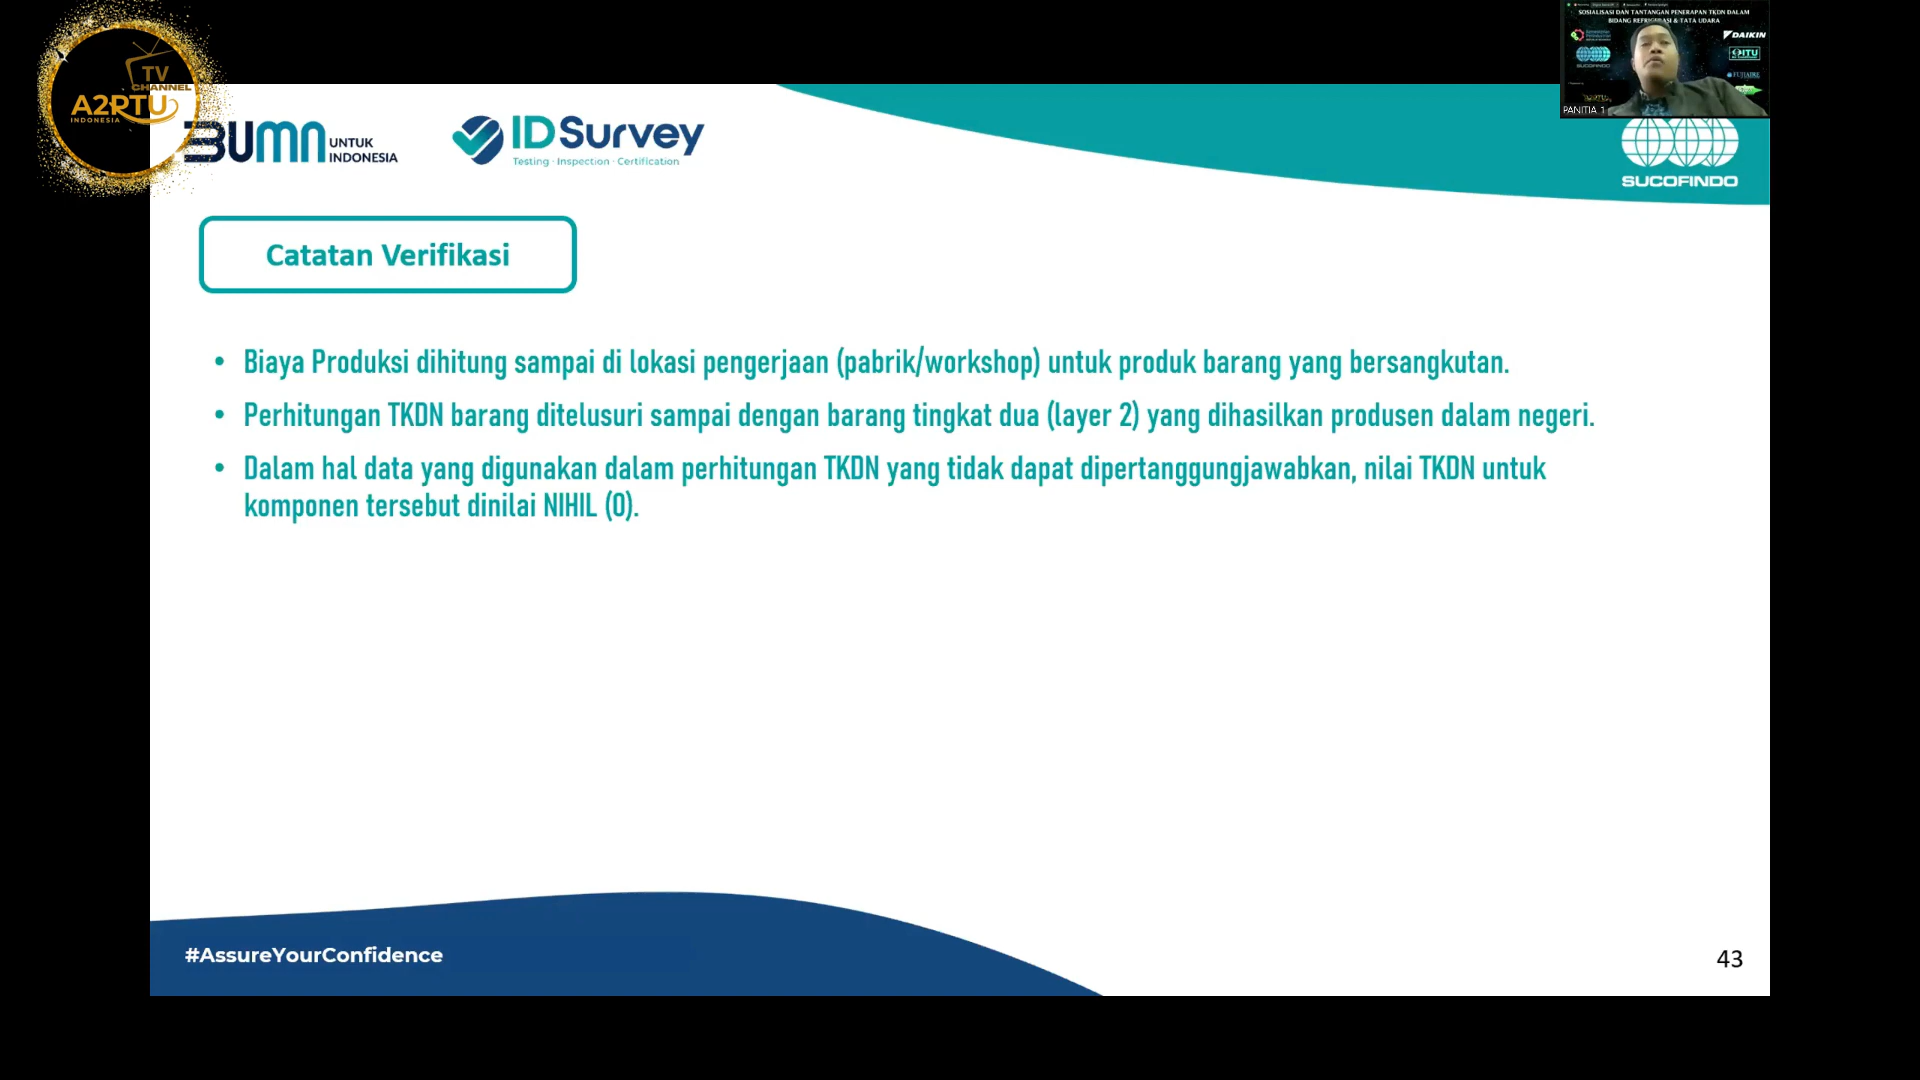 SOSIALISASI DAN TANTANGAN PENERAPAN TKDN DALAM
BIDANG REFRIGERASI & TATA UDARA
DAIKIN
SUCOFINDO
PANITIA 1
TV
CHANNEL
A2RTU
INDONESIA
BUMN UNTUK
INDONESIA
ID Survey
Testing · Inspection · Certification
SUCOFINDO
Catatan Verifikasi
• Biaya Produksi dihitung sampai di lokasi pengerjaan (pabrik/workshop) untuk produk barang yang bersangkutan.
• Perhitungan TKDN barang ditelusuri sampai dengan barang tingkat dua (layer 2) yang dihasilkan produsen dalam negeri.
• Dalam hal data yang digunakan dalam perhitungan TKDN yang tidak dapat dipertanggungjawabkan, nilai TKDN untuk
komponen tersebut dinilai NIHIL (0).
#AssureYourConfidence
43